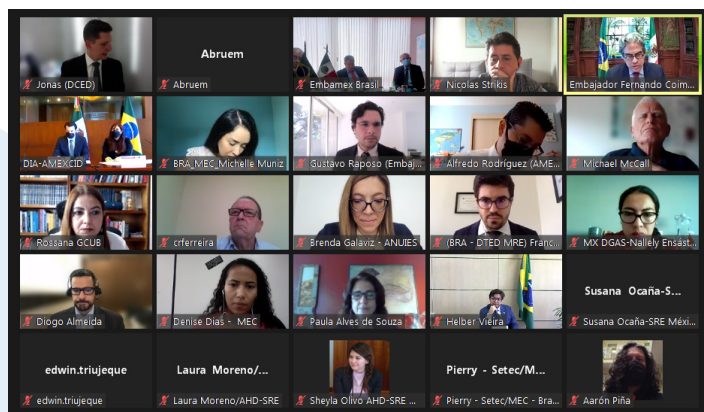 Jonas (DCED)
Abruem
Abruem
Embamex Brasil
Nicolas Strikis
Embajador Fernando Coim...
DIA-AMEXCID
BRA_MEC_Michelle Muniz
Gustavo Raposo (Embaj...
Alfredo Rodríguez (AME...
Michael McCall
Rossana GCUB
crferreira
Brenda Galaviz - ANUIES
(BRA - DTED MRE) Franc...
MX DGAS-Nallely Ensást...
Diogo Almeida
Denise Dias - MEC
Paula Alves de Souza
Helber Vieira
Susana Ocaña-S...
Susana Ocaña-SRE Méxi...
edwin.triujeque
edwin.triujeque
Laura Moreno/...
Laura Moreno/AHD-SRE
Sheyla Olivo AHD-SRE ...
Pierry - Setec/M...
Pierry - Setec/MEC - Bra...
Aarón Piña